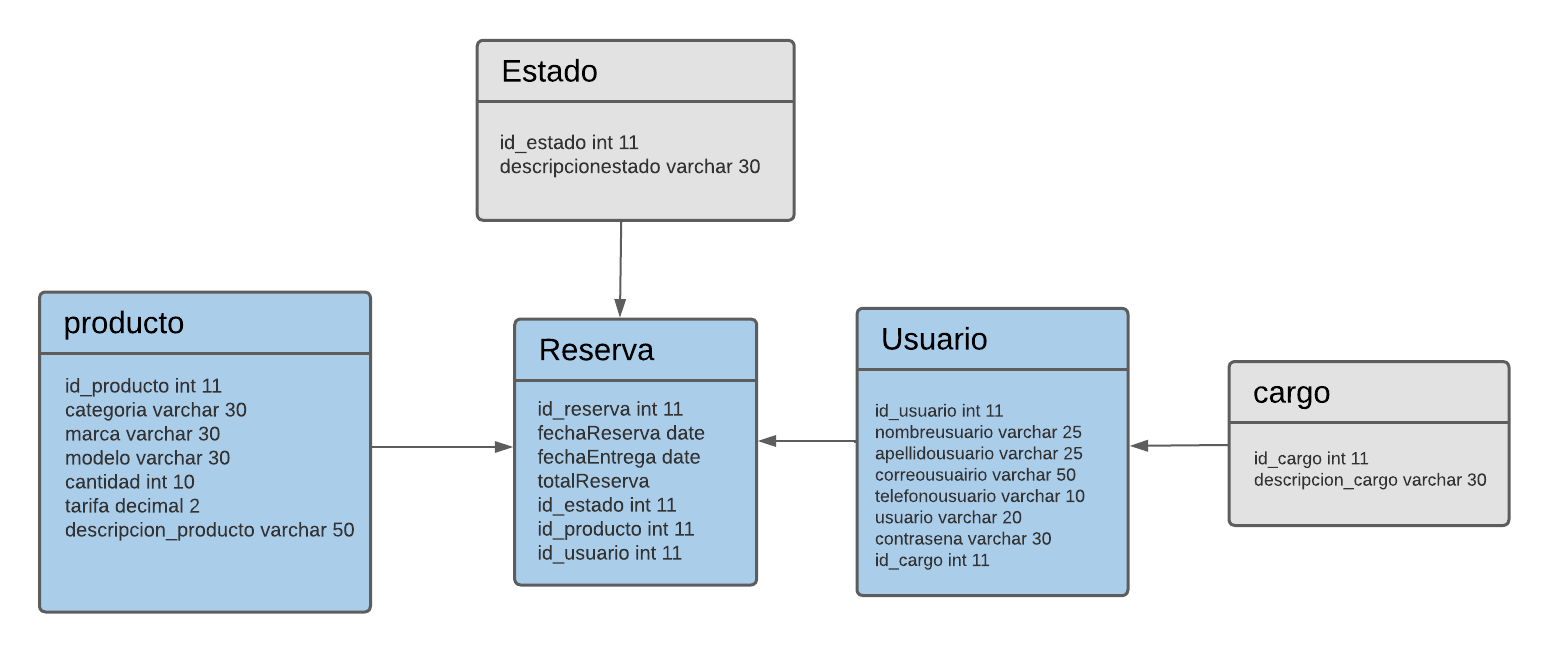 Estado
id_estado int 11
descripcionestado varchar 30
producto
id_producto int 11
categoria varchar 30
marca varchar 30
modelo varchar 30
cantidad int 10
tarifa decimal 2
descripcion_producto varchar 50
Reserva
id_reserva int 11
fechaReserva date
fechaEntrega date
totalReserva
id_estado int 11
id_producto int 11
id_usuario int 11
Usuario
id_usuario int 11
nombreusuario varchar 25
apellidousuario varchar 25
correousuairio varchar 50
telefonousuario varchar 10
usuario varchar 20
contrasena varchar 30
id_cargo int 11
cargo
id_cargo int 11
descripcion_cargo varchar 30